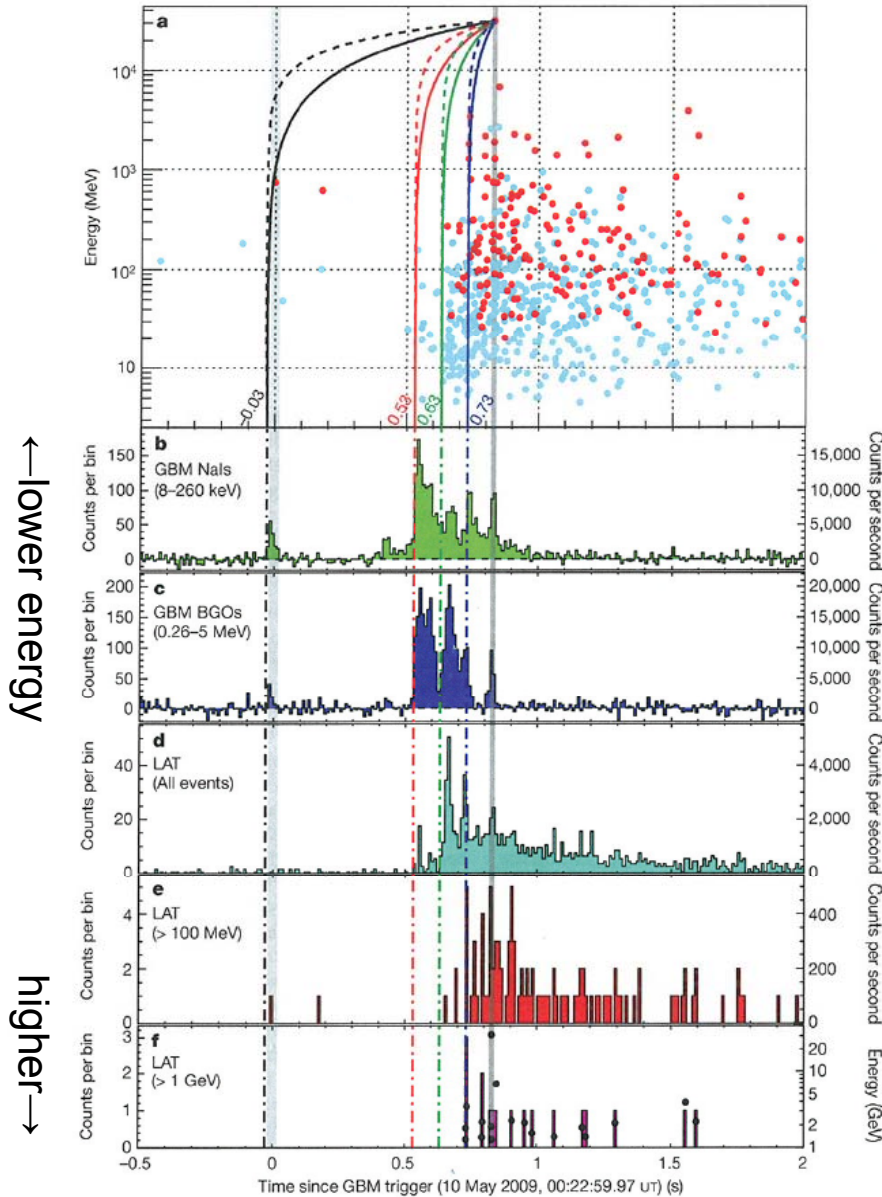 a
10⁴
10³
10²
10
Energy (MeV)
−0.03
0.53
0.63
0.73
←lower energy
higher→
b
GBM NaIs
(8–260 keV)
Counts per bin
150
100
50
0
15,000
10,000
5,000
0
Counts per second
c
GBM BGOs
(0.26–5 MeV)
Counts per bin
200
150
100
50
0
20,000
15,000
10,000
5,000
0
Counts per second
d
LAT
(All events)
Counts per bin
40
20
0
4,000
2,000
0
Counts per second
e
LAT
(> 100 MeV)
Counts per bin
4
2
0
400
200
0
Counts per second
f
LAT
(> 1 GeV)
Counts per bin
3
2
1
0
20
10
5
2
1
Energy (GeV)
−0.5 0 0.5 1 1.5 2
Time since GBM trigger (10 May 2009, 00:22:59.97 UT) (s)